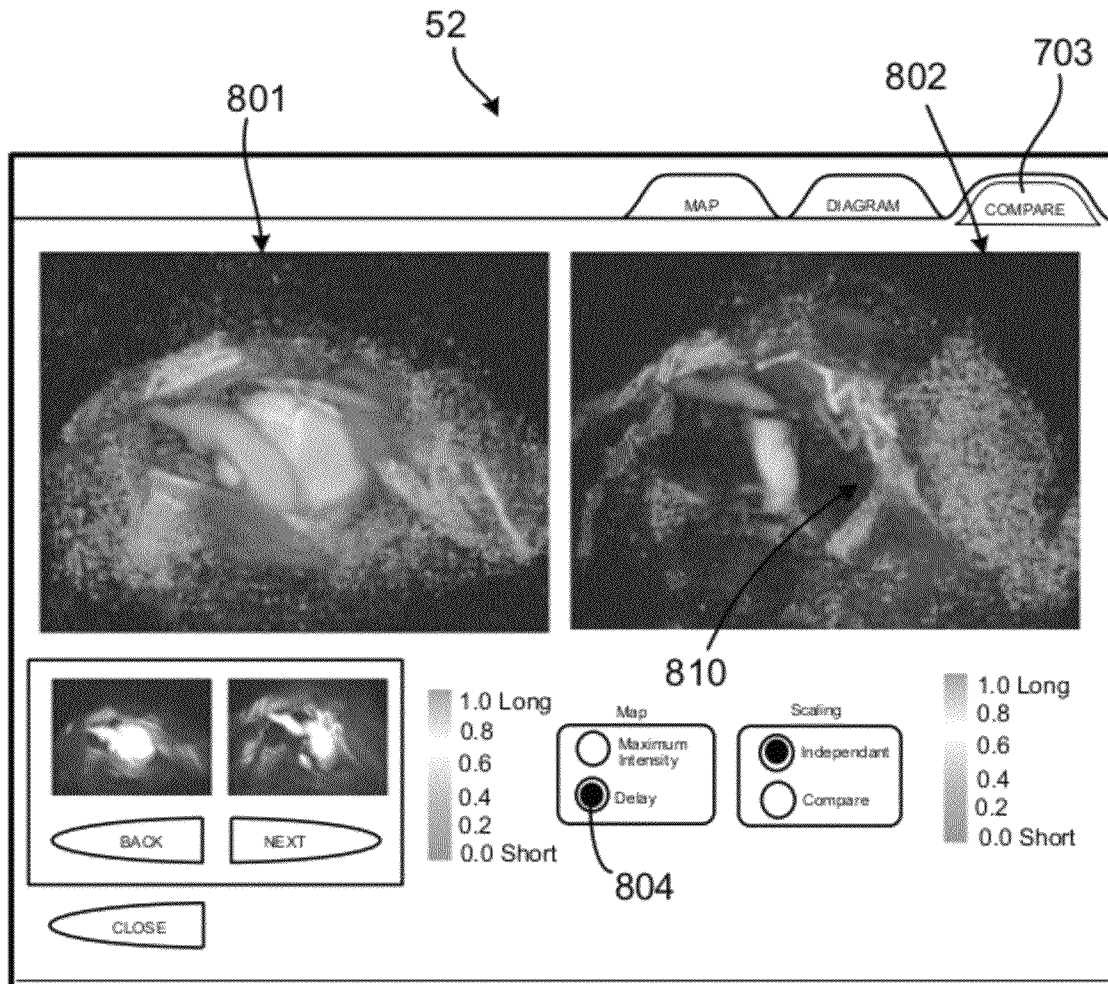 52
801
802
703
MAP
DIAGRAM
COMPARE
810
1.0 Long
0.8
0.6
0.4
0.2
0.0 Short
Map
Maximum
Intensity
Delay
Scaling
Independant
Compare
1.0 Long
0.8
0.6
0.4
0.2
0.0 Short
BACK
NEXT
804
CLOSE